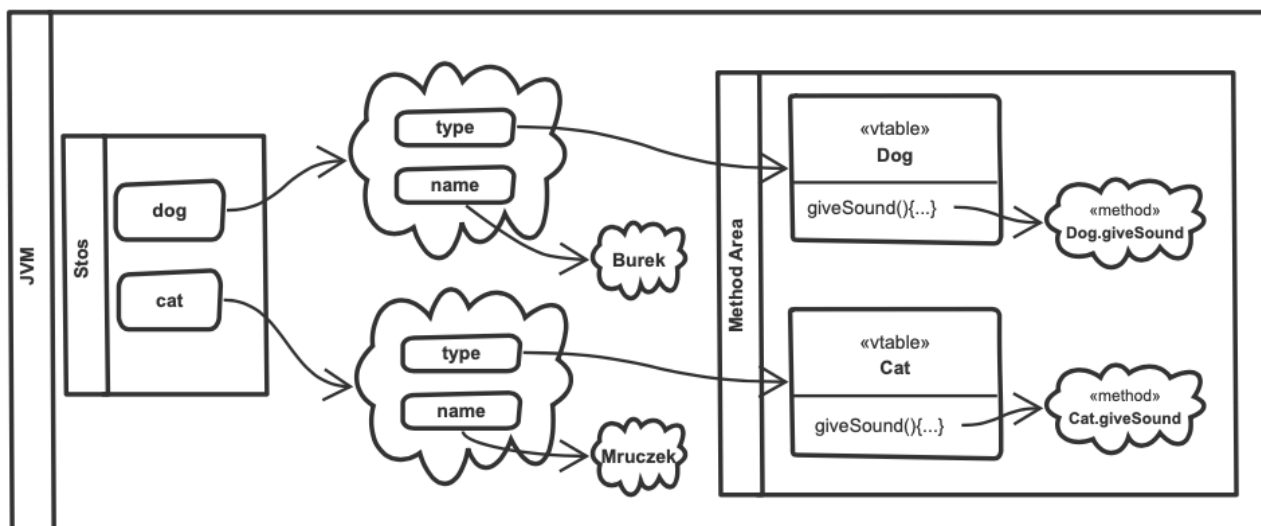 JVM
Stos
dog
cat
type
name
Burek
type
name
Mruczek
Method Area
«vtable»
Dog
giveSound(){...}
«method»
Dog.giveSound
«vtable»
Cat
giveSound(){...}
«method»
Cat.giveSound